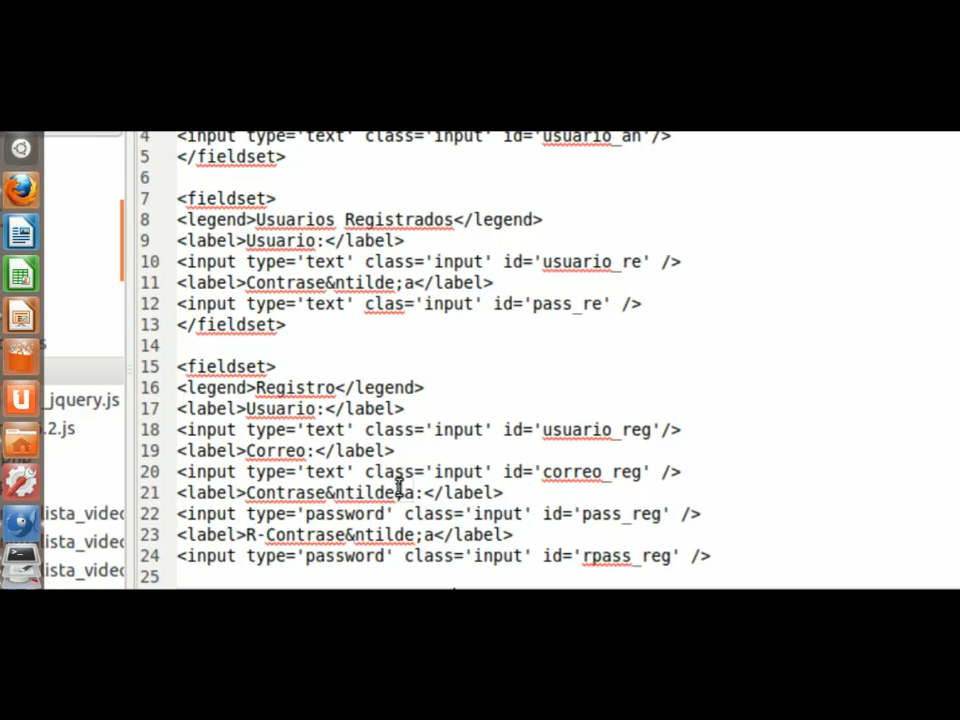 4 <input type='text' class='input' id='usuario_an'/>
5 </fieldset>
6
7 <fieldset>
8 <legend>Usuarios Registrados</legend>
9 <label>Usuario:</label>
10 <input type='text' class='input' id='usuario_re' />
11 <label>Contrase&ntilde;a</label>
12 <input type='text' clas='input' id='pass_re' />
13 </fieldset>
14
15 <fieldset>
16 <legend>Registro</legend>
17 <label>Usuario:</label>
18 <input type='text' class='input' id='usuario_reg'/>
_jquery.js
19 <label>Correo:</label>
.2.js
20 <input type='text' class='input' id='correo_reg' />
21 <label>Contrase&ntilde;a:</label>
22 <input type='password' class='input' id='pass_reg' />
lista_videc
23 <label>R-Contrase&ntilde;a</label>
lista_videc
24 <input type='password' class='input' id='rpass_reg' />
lista_videc
25